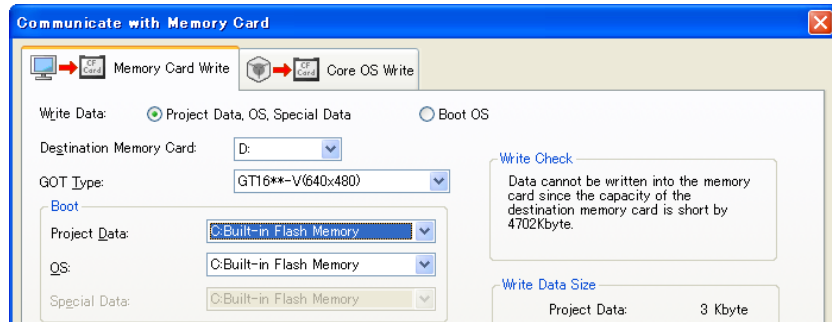 Communicate with Memory Card
CF Card Memory Card Write
CF Card Core OS Write
Write Data: Project Data, OS, Special Data Boot OS
Destination Memory Card: D:
GOT Type: GT16**-V(640x480)
Boot
Project Data: C:Built-in Flash Memory
OS: C:Built-in Flash Memory
Special Data: C:Built-in Flash Memory
Write Check
Data cannot be written into the memory
card since the capacity of the
destination memory card is short by
4702Kbyte.
Write Data Size
Project Data: 3 Kbyte